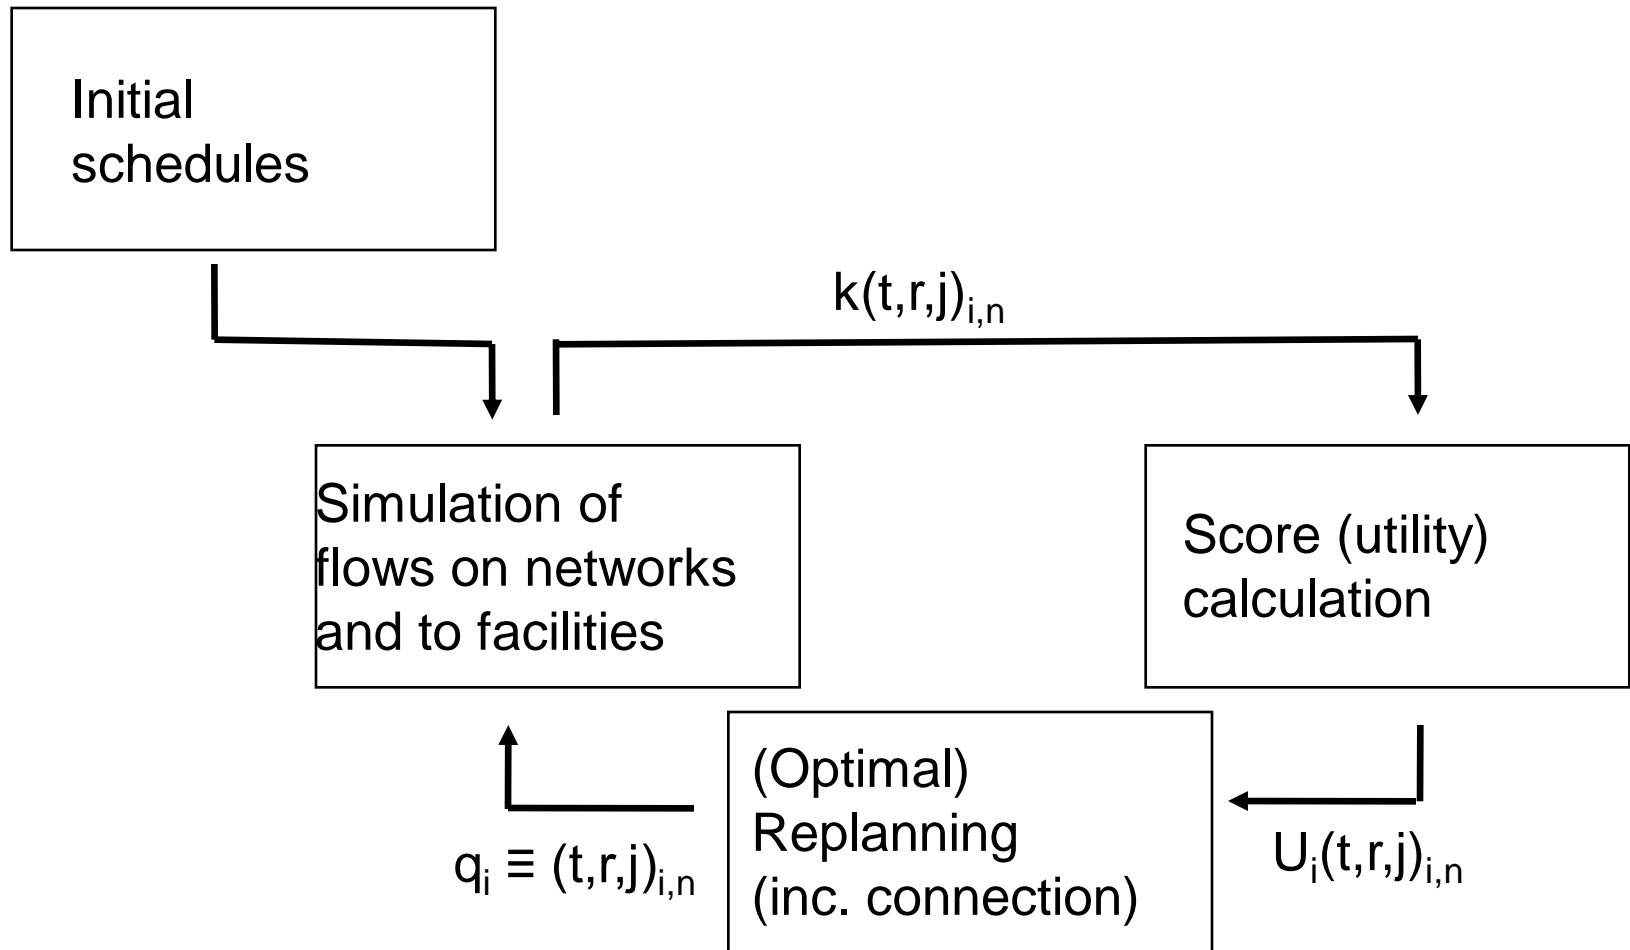 Initial
schedules
k(t,r,j)i,n
Simulation of
flows on networks
and to facilities
Score (utility)
calculation
(Optimal)
Replanning
(inc. connection)
qi ≡ (t,r,j)i,n
Ui(t,r,j)i,n